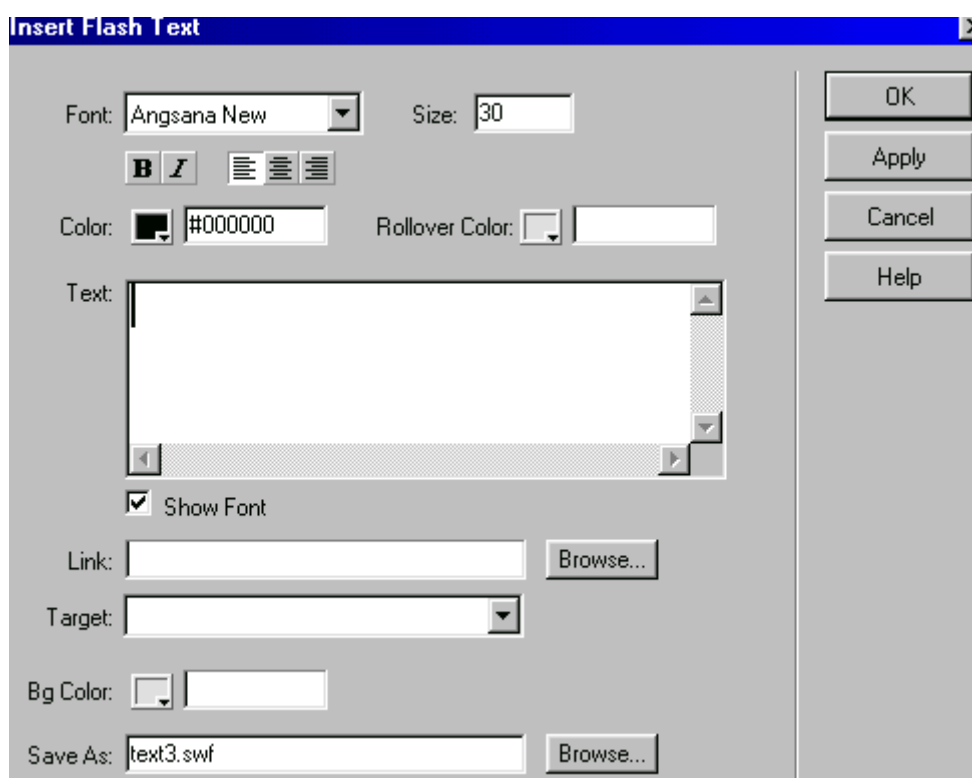 Insert Flash Text
Font: Angsana New Size: 30 OK
B I Apply
Color: #000000 Rollover Color: Cancel
Text: Help
Show Font
Link: Browse...
Target:
Bg Color:
Save As: text3.swf Browse...